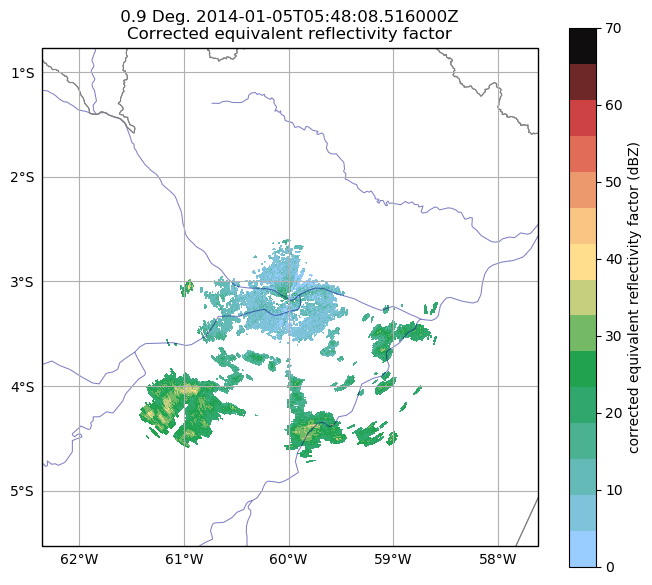 0.9 Deg. 2014-01-05T05:48:08.516000Z
Corrected equivalent reflectivity factor
1°S
2°S
3°S
4°S
5°S
62°W
61°W
60°W
59°W
58°W
70
60
50
40
30
20
10
0
corrected equivalent reflectivity factor (dBZ)